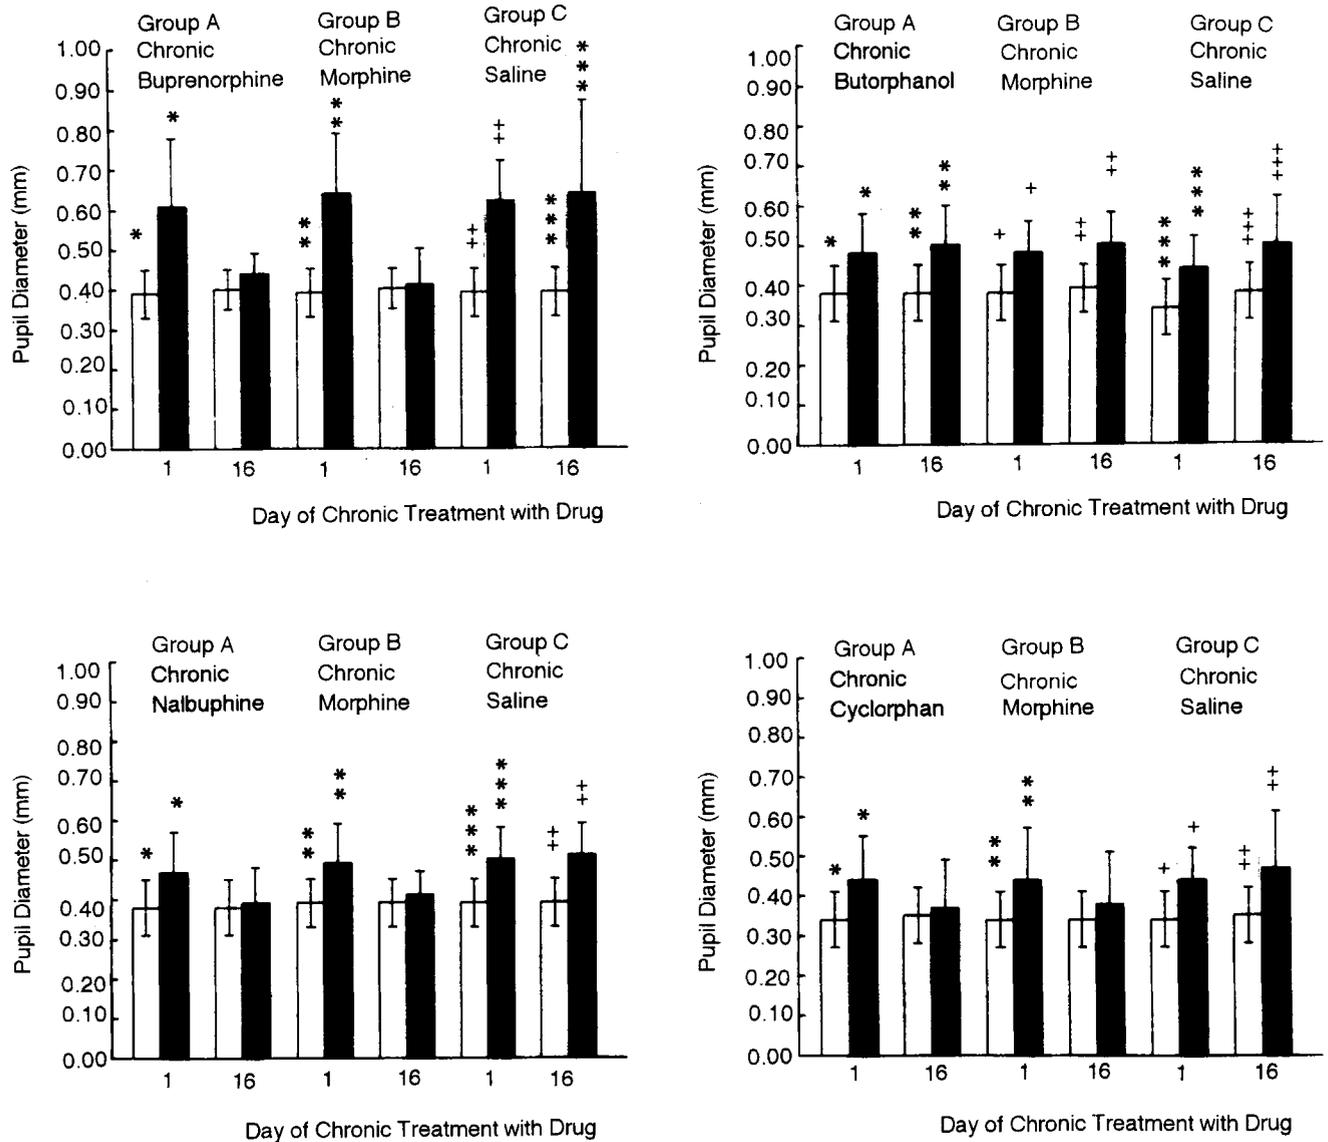 Group A Group B Group C
Chronic Chronic Chronic
Buprenorphine Morphine Saline
1.00
0.90
0.80
0.70
0.60
0.50
0.40
0.30
0.20
0.10
0.00
Pupil Diameter (mm)
* * ** ** ++ ++ *** ***
1 16 1 16 1 16
Day of Chronic Treatment with Drug
Group A Group B Group C
Chronic Chronic Chronic
Butorphanol Morphine Saline
1.00
0.90
0.80
0.70
0.60
0.50
0.40
0.30
0.20
0.10
0.00
Pupil Diameter (mm)
* * ** ** + + ++ ++ *** *** +++ +++
1 16 1 16 1 16
Day of Chronic Treatment with Drug
Group A Group B Group C
Chronic Chronic Chronic
Nalbuphine Morphine Saline
1.00
0.90
0.80
0.70
0.60
0.50
0.40
0.30
0.20
0.10
0.00
Pupil Diameter (mm)
* * ** ** *** *** ++ ++
1 16 1 16 1 16
Day of Chronic Treatment with Drug
Group A Group B Group C
Chronic Chronic Chronic
Cyclorphan Morphine Saline
1.00
0.90
0.80
0.70
0.60
0.50
0.40
0.30
0.20
0.10
0.00
Pupil Diameter (mm)
* * ** ** + + ++ ++
1 16 1 16 1 16
Day of Chronic Treatment with Drug